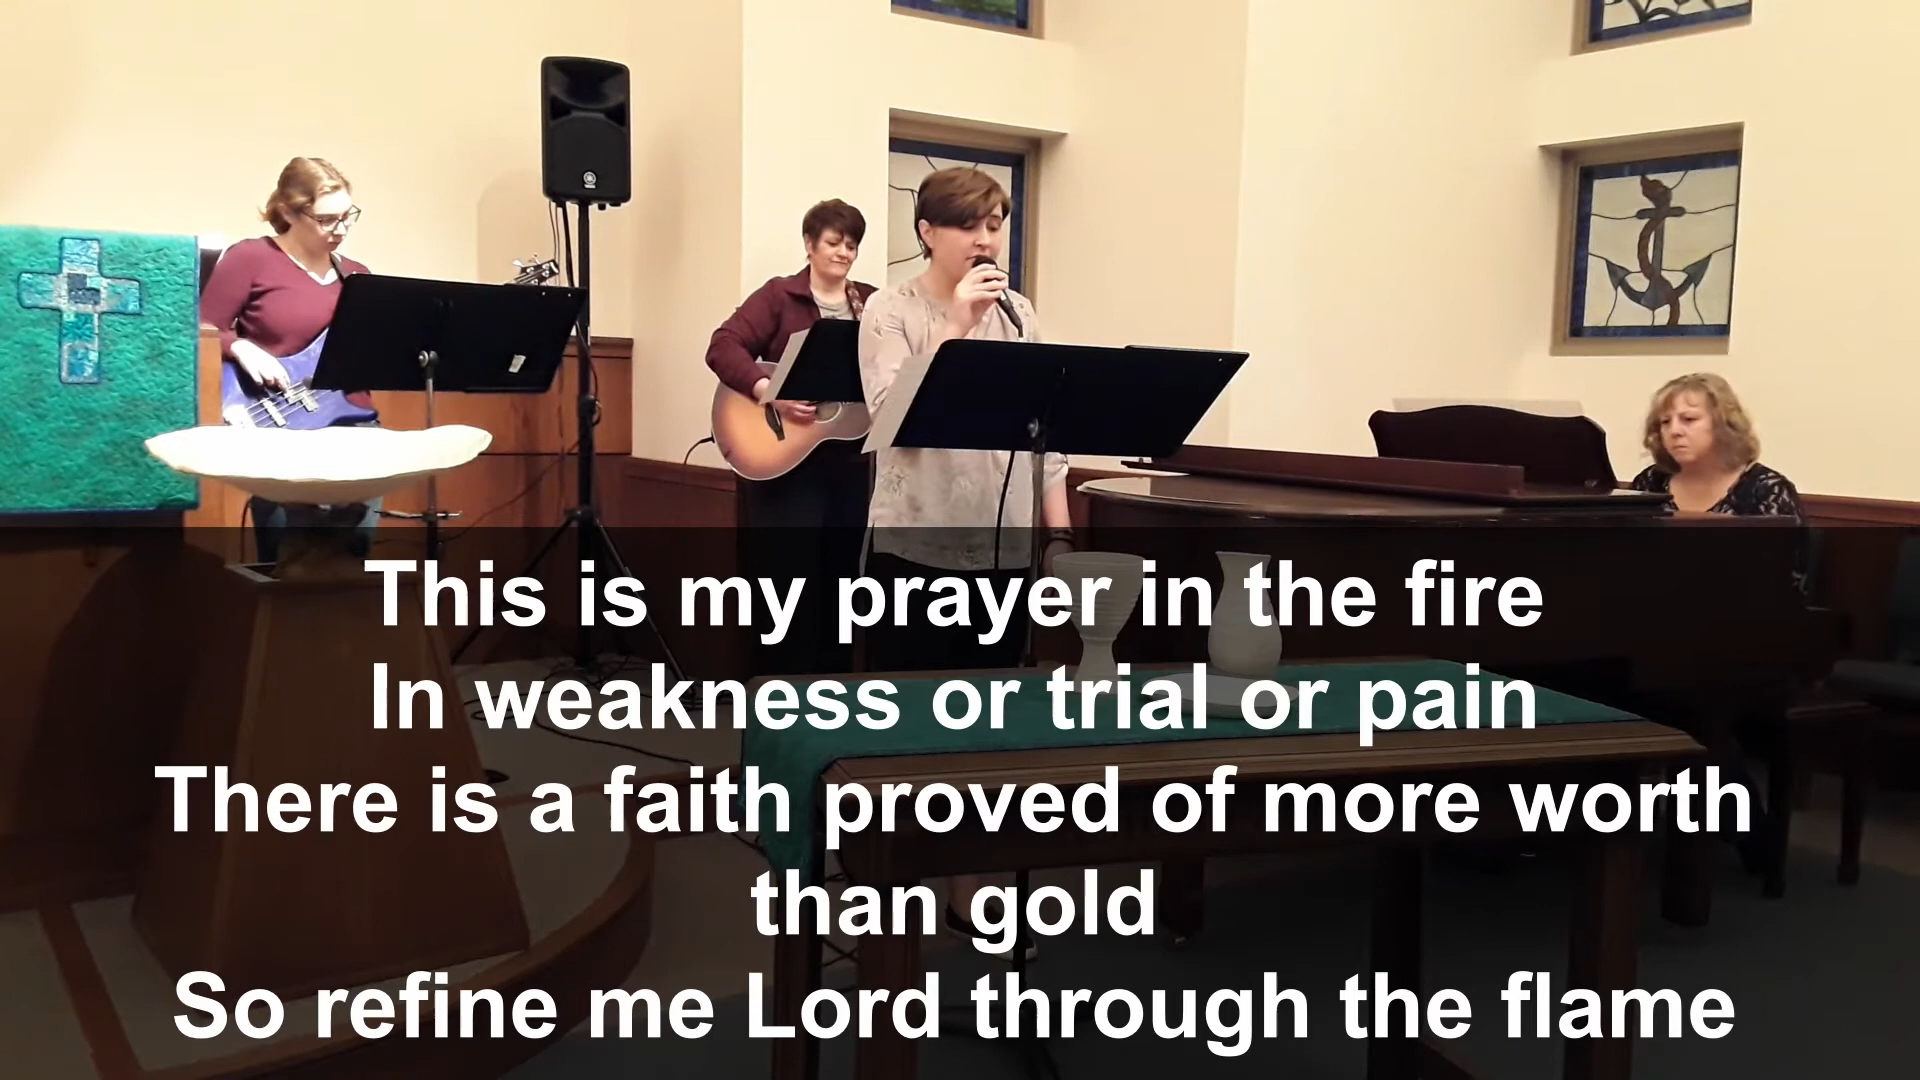 This is my prayer in the fire
In weakness or trial or pain
There is a faith proved of more worth
than gold
So refine me Lord through the flame